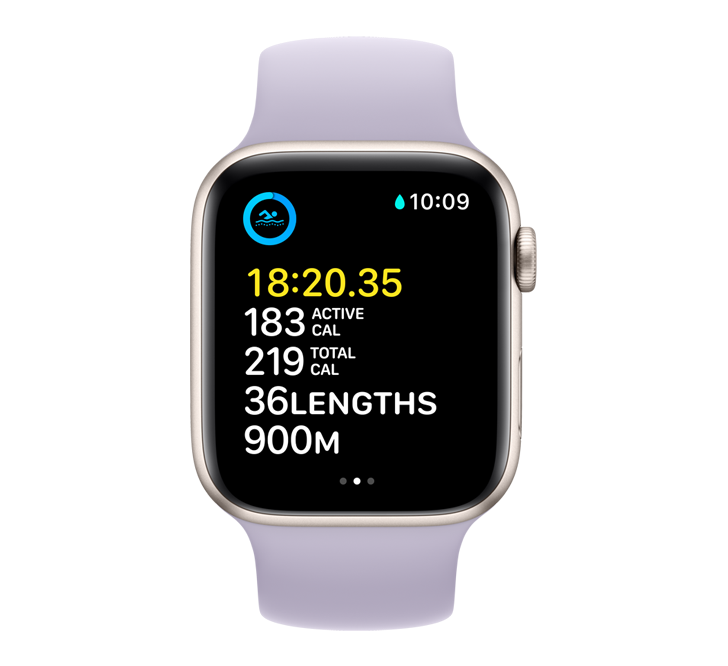 10:09
18:20.35
183 ACTIVE CAL
219 TOTAL CAL
36LENGTHS
900M